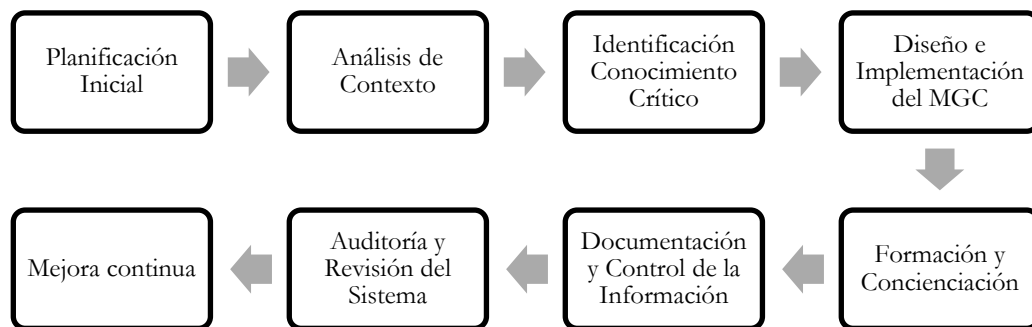 Planificación
Inicial
Análisis de
Contexto
Identificación
Conocimiento
Crítico
Diseño e
Implementación
del MGC
Formación y
Concienciación
Documentación
y Control de la
Información
Auditoría y
Revisión del
Sistema
Mejora continua